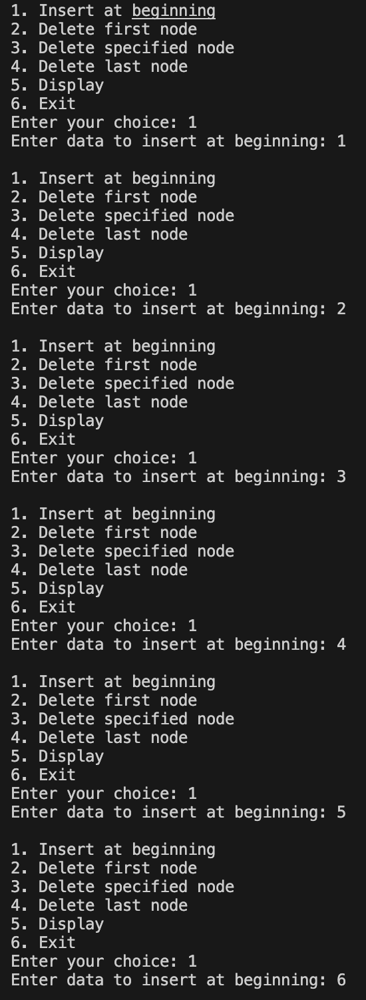 1. Insert at beginning
2. Delete first node
3. Delete specified node
4. Delete last node
5. Display
6. Exit
Enter your choice: 1
Enter data to insert at beginning: 1

1. Insert at beginning
2. Delete first node
3. Delete specified node
4. Delete last node
5. Display
6. Exit
Enter your choice: 1
Enter data to insert at beginning: 2

1. Insert at beginning
2. Delete first node
3. Delete specified node
4. Delete last node
5. Display
6. Exit
Enter your choice: 1
Enter data to insert at beginning: 3

1. Insert at beginning
2. Delete first node
3. Delete specified node
4. Delete last node
5. Display
6. Exit
Enter your choice: 1
Enter data to insert at beginning: 4

1. Insert at beginning
2. Delete first node
3. Delete specified node
4. Delete last node
5. Display
6. Exit
Enter your choice: 1
Enter data to insert at beginning: 5

1. Insert at beginning
2. Delete first node
3. Delete specified node
4. Delete last node
5. Display
6. Exit
Enter your choice: 1
Enter data to insert at beginning: 6